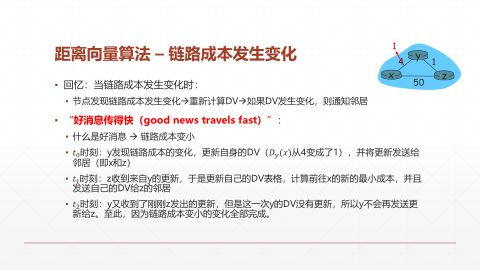 距离向量算法 – 链路成本发生变化
1
4
y
1
x
z
50
▪ 回忆：当链路成本发生变化时：
▪ 节点发现链路成本发生变化→重新计算DV→如果DV发生变化，则通知邻居
▪ “好消息传得快（good news travels fast）”：
▪ 什么是好消息 → 链路成本变小
▪ t₀时刻：y发现链路成本的变化，更新自身的DV（Dᵧ(x)从4变成了1），并将更新发送给
邻居（即x和z）
▪ t₁时刻：z收到来自y的更新，于是更新自己的DV表格，计算前往x的新的最小成本，并且
发送自己的DV给z的邻居
▪ t₂时刻：y又收到了刚刚z发出的更新，但是这一次y的DV没有更新，所以y不会再发送更
新给z。至此，因为链路成本变小的变化全部完成。